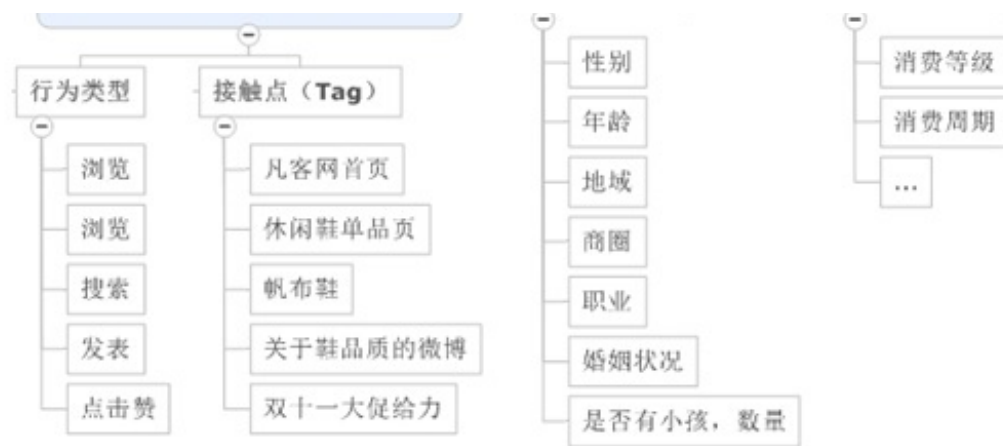 行为类型
浏览
浏览
搜索
发表
点击赞
接触点（Tag）
凡客网首页
休闲鞋单品页
帆布鞋
关于鞋品质的微博
双十一大促给力
性别
年龄
地域
商圈
职业
婚姻状况
是否有小孩，数量
消费等级
消费周期
...